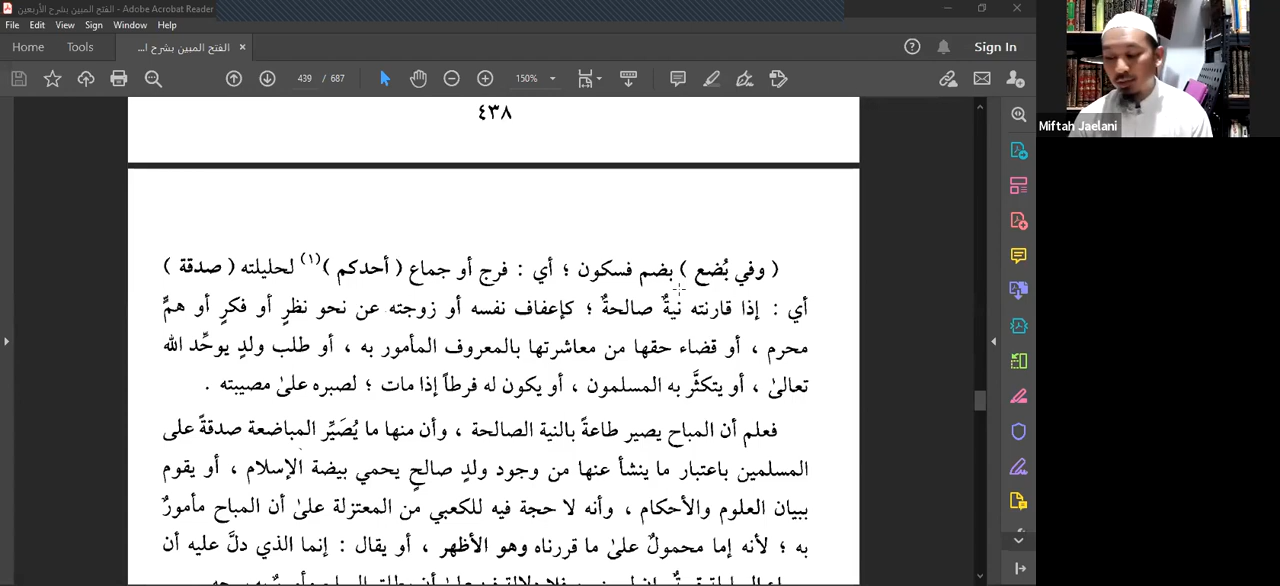 الفتح المبين بشرح الأربعين - Adobe Acrobat Reader
File Edit View Sign Window Help
Home Tools الفتح المبين بشرح ا... × Sign In
439 / 687 150%
Miftah Jaelani
٤٣٨
( وفي بُضع ) بضم فسكون ؛ أي : فرج أو جماع ( أحدكم )(١) لحليلته ( صدقة )
أي : إذا قارنته نيةٌ صالحةٌ ؛ كإعفاف نفسه أو زوجته عن نحو نظرٍ أو فكرٍ أو همٍّ
محرم ، أو قضاء حقها من معاشرتها بالمعروف المأمور به ، أو طلب ولدٍ يوحِّد الله
تعالىٰ ، أو يتكثَّر به المسلمون ، أو يكون له فرطاً إذا مات ؛ لصبره علىٰ مصيبته .
فعلم أن المباح يصير طاعةً بالنية الصالحة ، وأن منها ما يُصَيِّر المباضعة صدقةً على
المسلمين باعتبار ما ينشأ عنها من وجود ولدٍ صالحٍ يحمي بيضة الإسلام ، أو يقوم
ببيان العلوم والأحكام ، وأنه لا حجة فيه للكعبي من المعتزلة علىٰ أن المباح مأمورٌ
به ؛ لأنه إما محمولٌ علىٰ ما قررناه وهو الأظهر ، أو يقال : إنما الذي دلَّ عليه أن